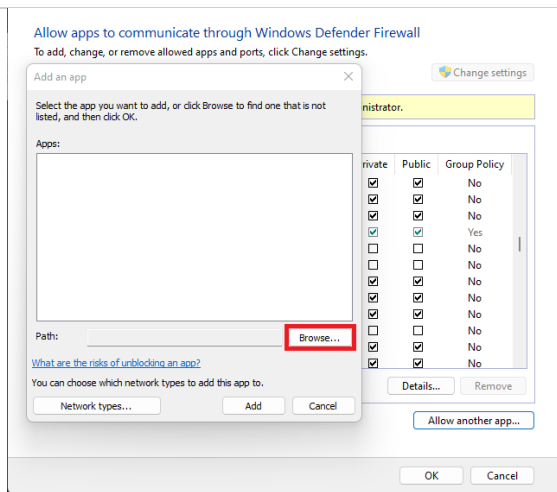 Allow apps to communicate through Windows Defender Firewall
To add, change, or remove allowed apps and ports, click Change settings.
Add an app
Change settings
Select the app you want to add, or click Browse to find one that is not
listed, and then click OK.
nistrator.
Apps:
rivate Public Group Policy
No
No
No
Yes
No
No
No
No
No
No
No
No
Path:
Browse...
What are the risks of unblocking an app?
You can choose which network types to add this app to.
Details... Remove
Network types... Add Cancel
Allow another app...
OK Cancel